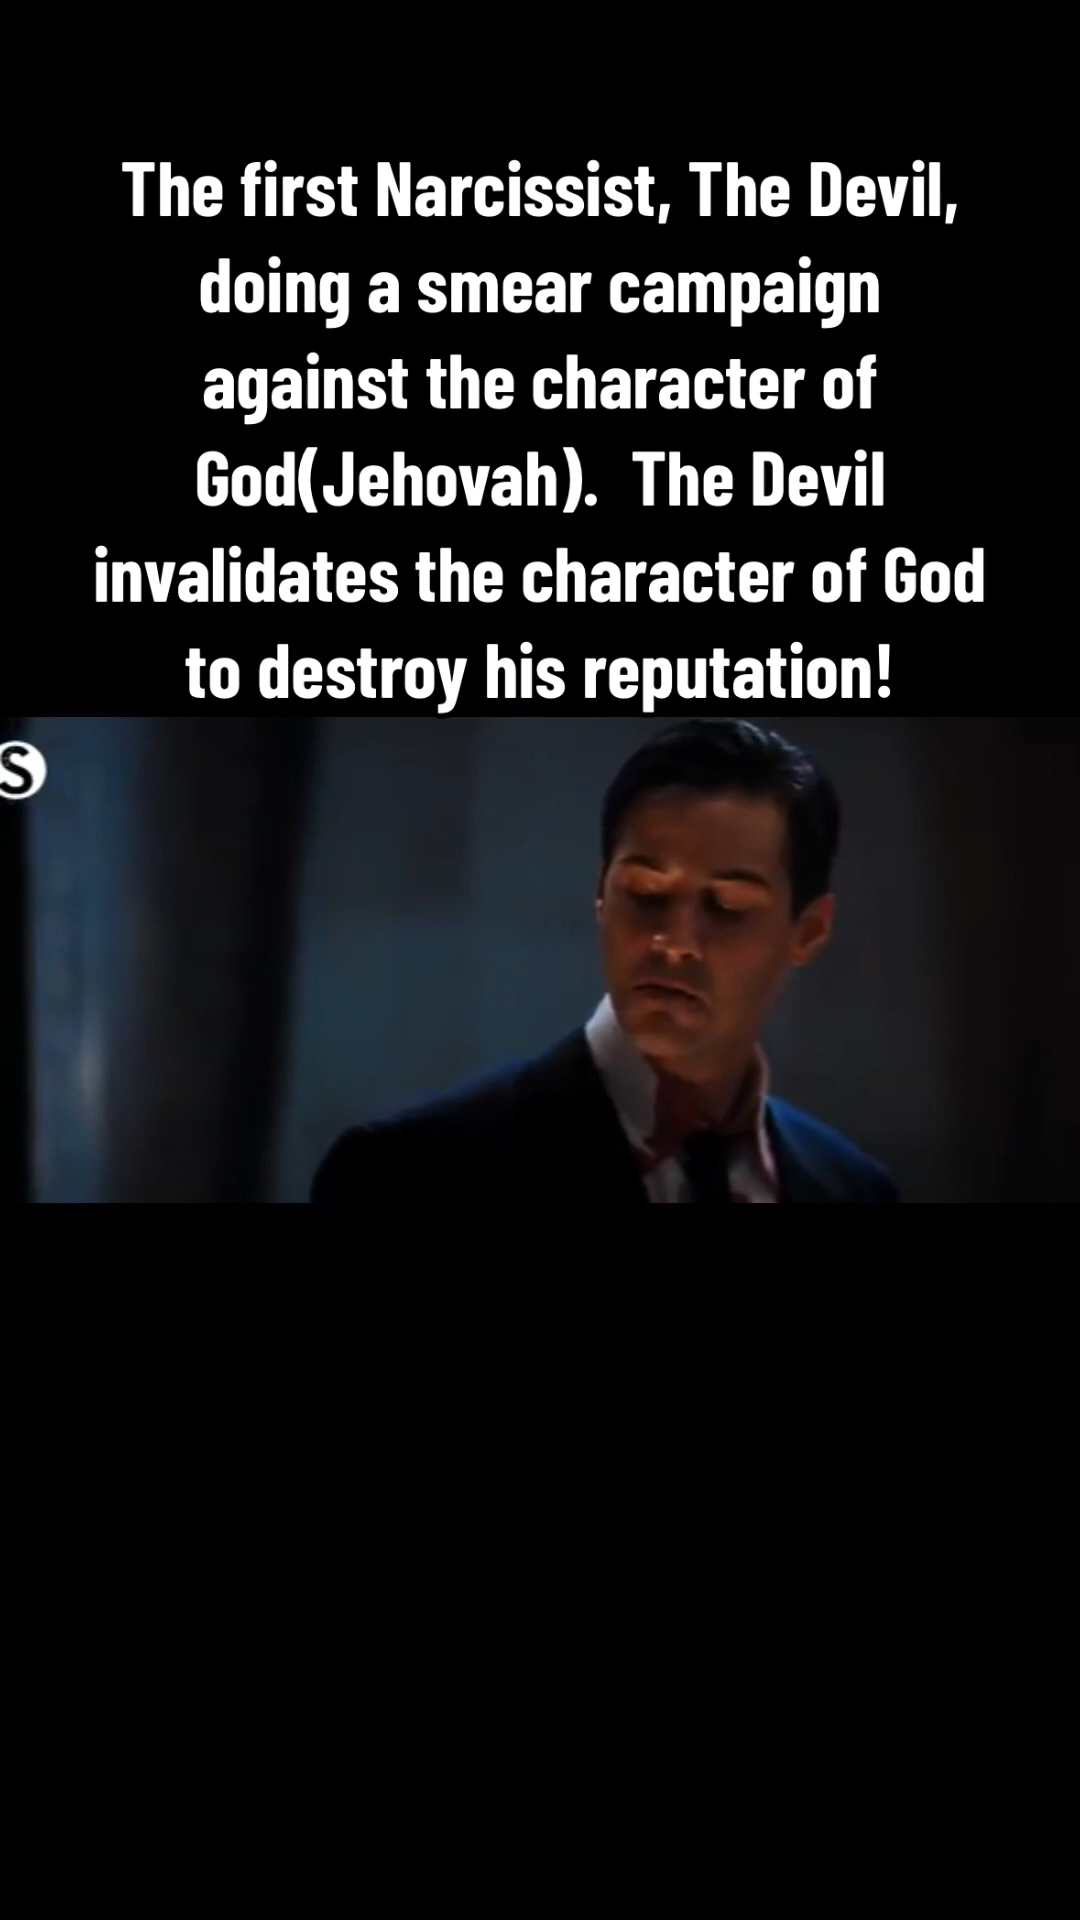 The first Narcissist, The Devil,
doing a smear campaign
against the character of
God(Jehovah).  The Devil
invalidates the character of God
to destroy his reputation!
S